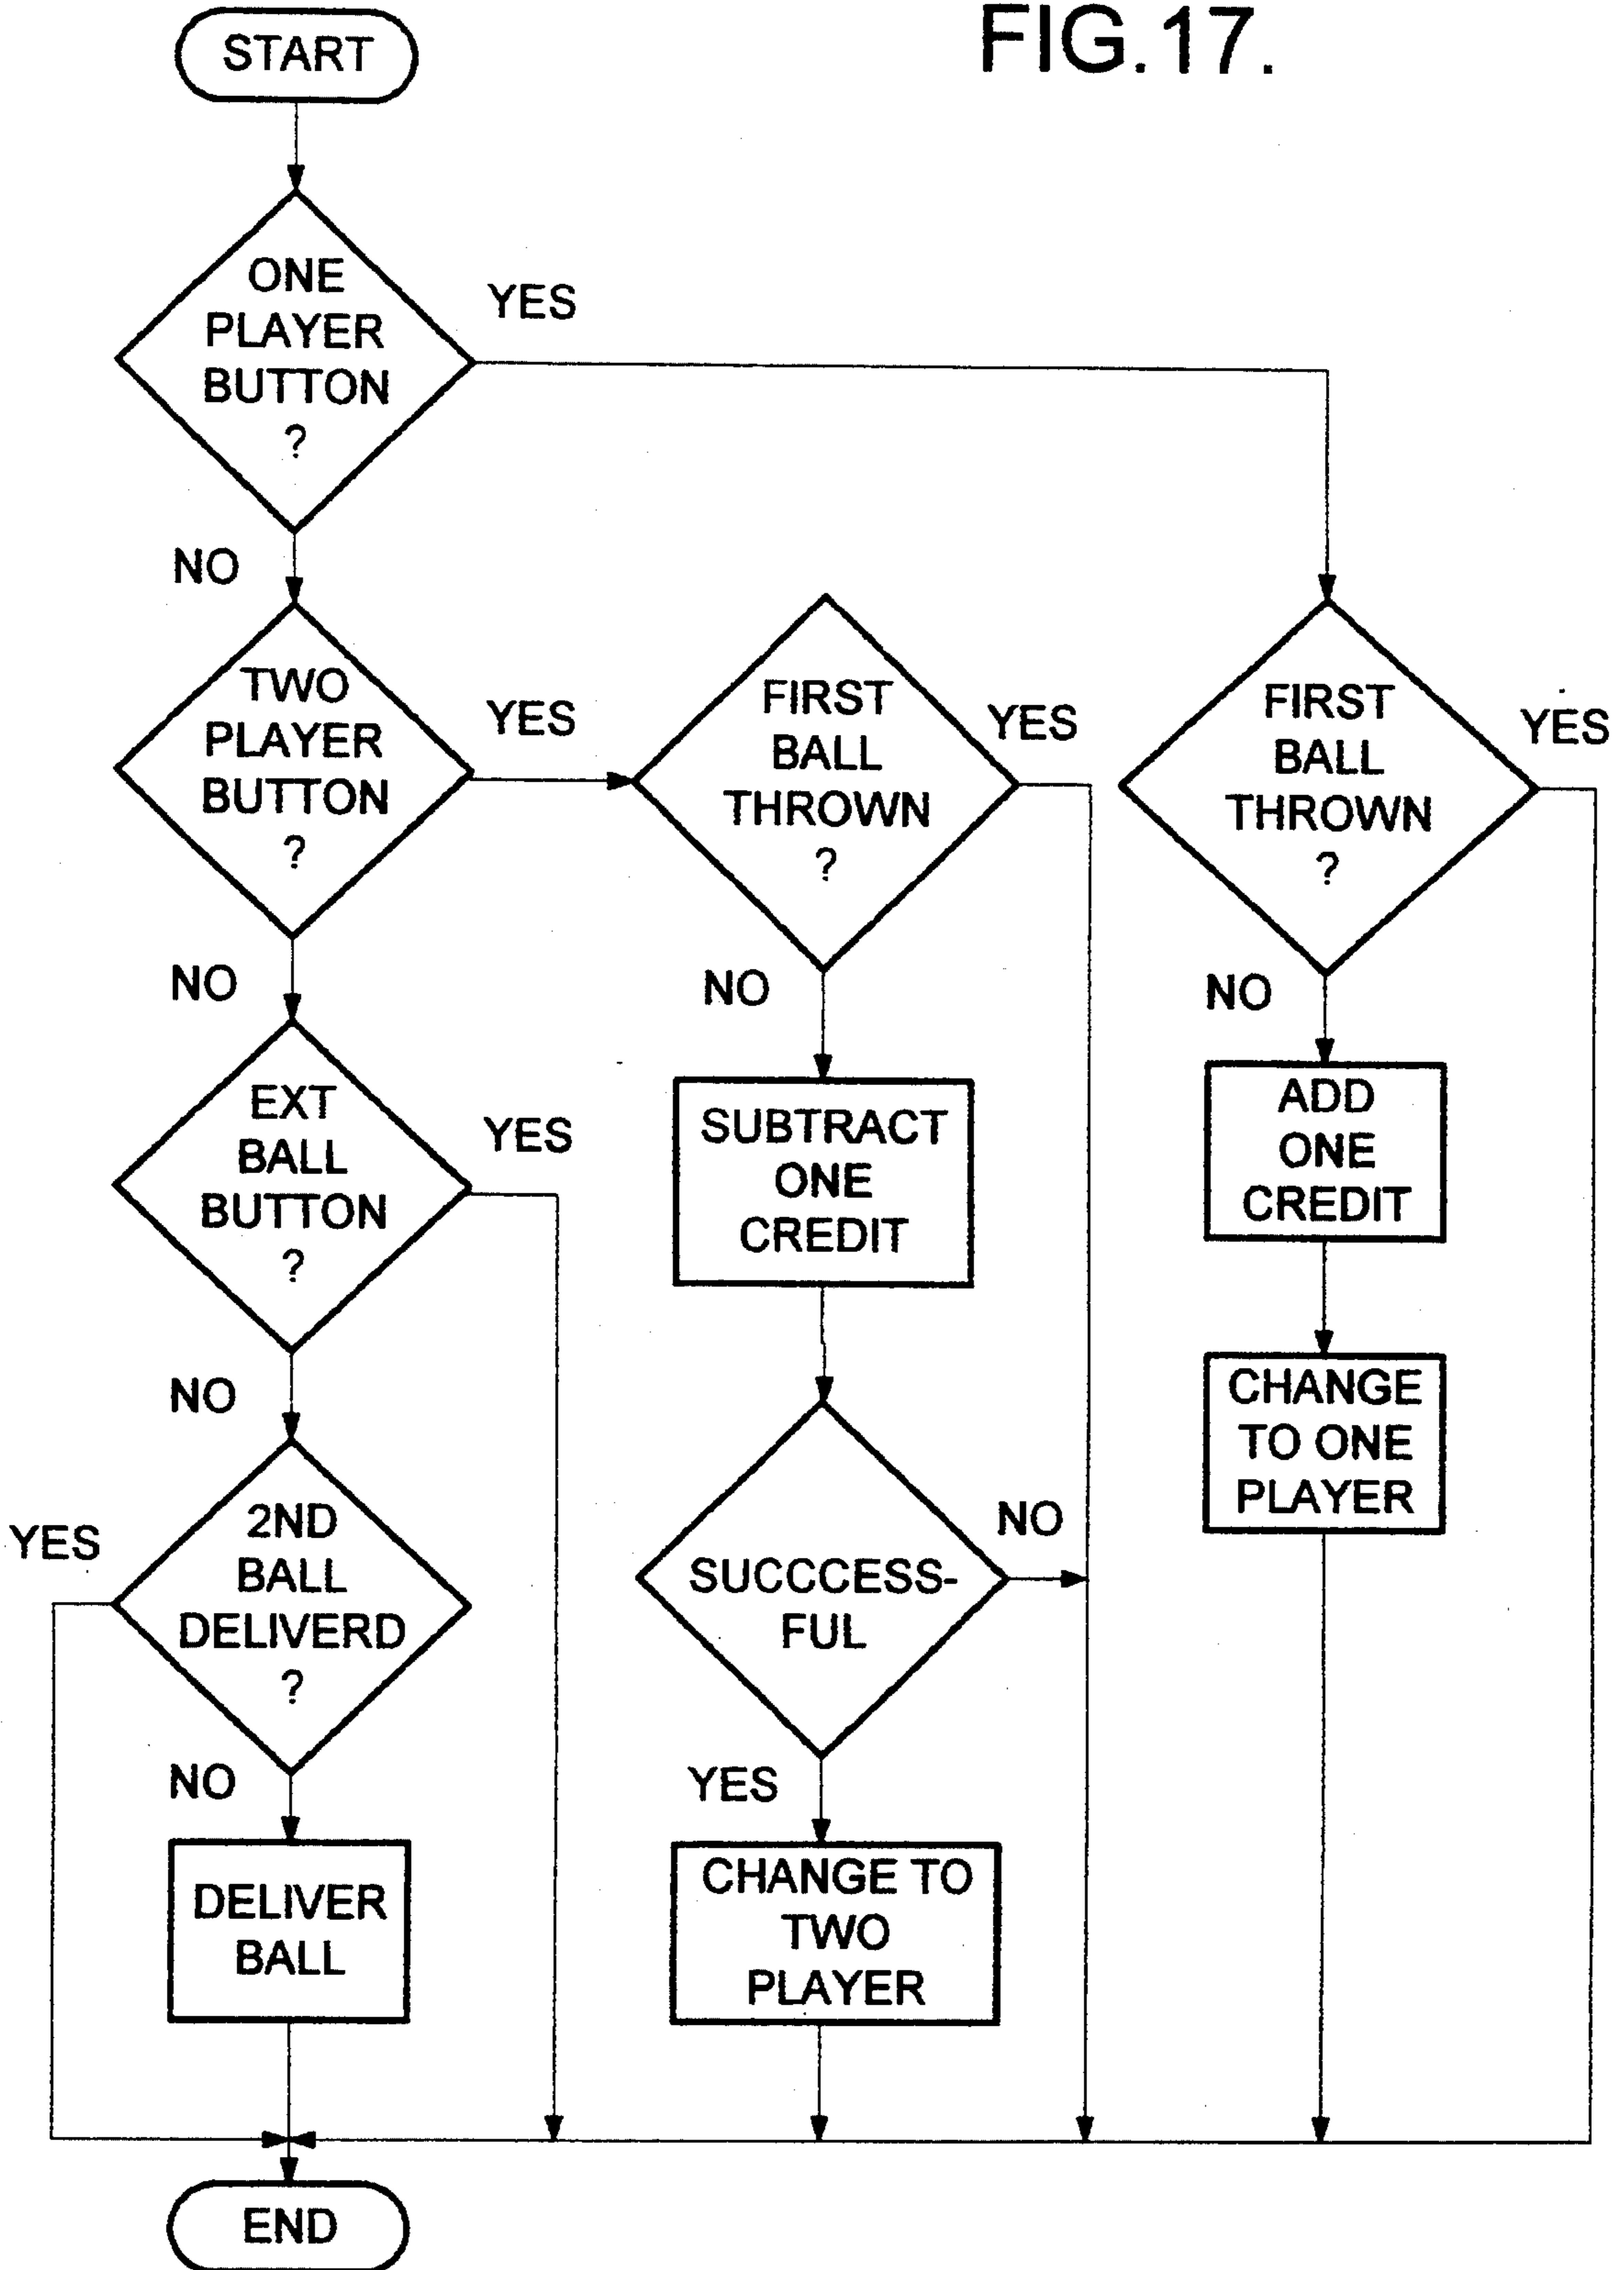 FIG.17.
START
ONE
PLAYER
BUTTON
?
YES
NO
TWO
PLAYER
BUTTON
?
YES
FIRST
BALL
THROWN
?
YES
FIRST
BALL
THROWN
?
YES
NO
NO
NO
EXT
BALL
BUTTON
?
YES
SUBTRACT
ONE
CREDIT
ADD
ONE
CREDIT
NO
CHANGE
TO ONE
PLAYER
YES
2ND
BALL
DELIVERD
?
SUCCCESS-
FUL
NO
NO
YES
DELIVER
BALL
CHANGE TO
TWO
PLAYER
END